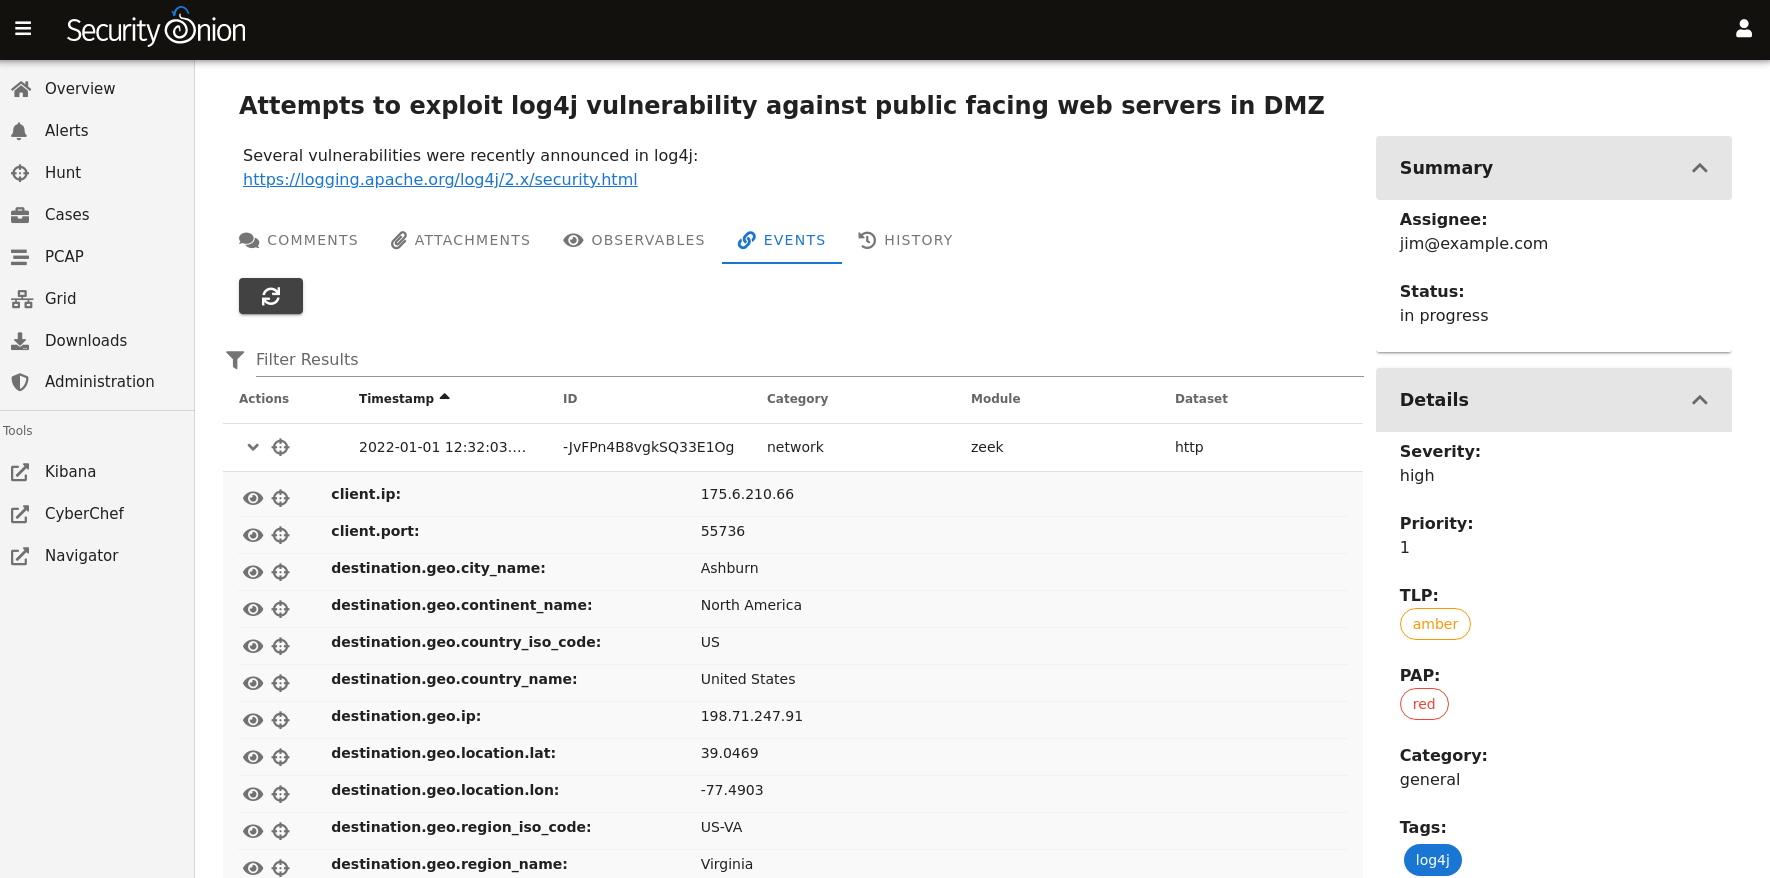 Security Onion
Overview
Alerts
Hunt
Cases
PCAP
Grid
Downloads
Administration
Tools
Kibana
CyberChef
Navigator
Attempts to exploit log4j vulnerability against public facing web servers in DMZ
Several vulnerabilities were recently announced in log4j:
https://logging.apache.org/log4j/2.x/security.html
COMMENTS ATTACHMENTS OBSERVABLES EVENTS HISTORY
Filter Results
Actions Timestamp ID Category Module Dataset
2022-01-01 12:32:03.... -JvFPn4B8vgkSQ33E1Og network zeek http
client.ip: 175.6.210.66
client.port: 55736
destination.geo.city_name: Ashburn
destination.geo.continent_name: North America
destination.geo.country_iso_code: US
destination.geo.country_name: United States
destination.geo.ip: 198.71.247.91
destination.geo.location.lat: 39.0469
destination.geo.location.lon: -77.4903
destination.geo.region_iso_code: US-VA
destination.geo.region_name: Virginia
Summary
Assignee:
jim@example.com
Status:
in progress
Details
Severity:
high
Priority:
1
TLP:
amber
PAP:
red
Category:
general
Tags:
log4j